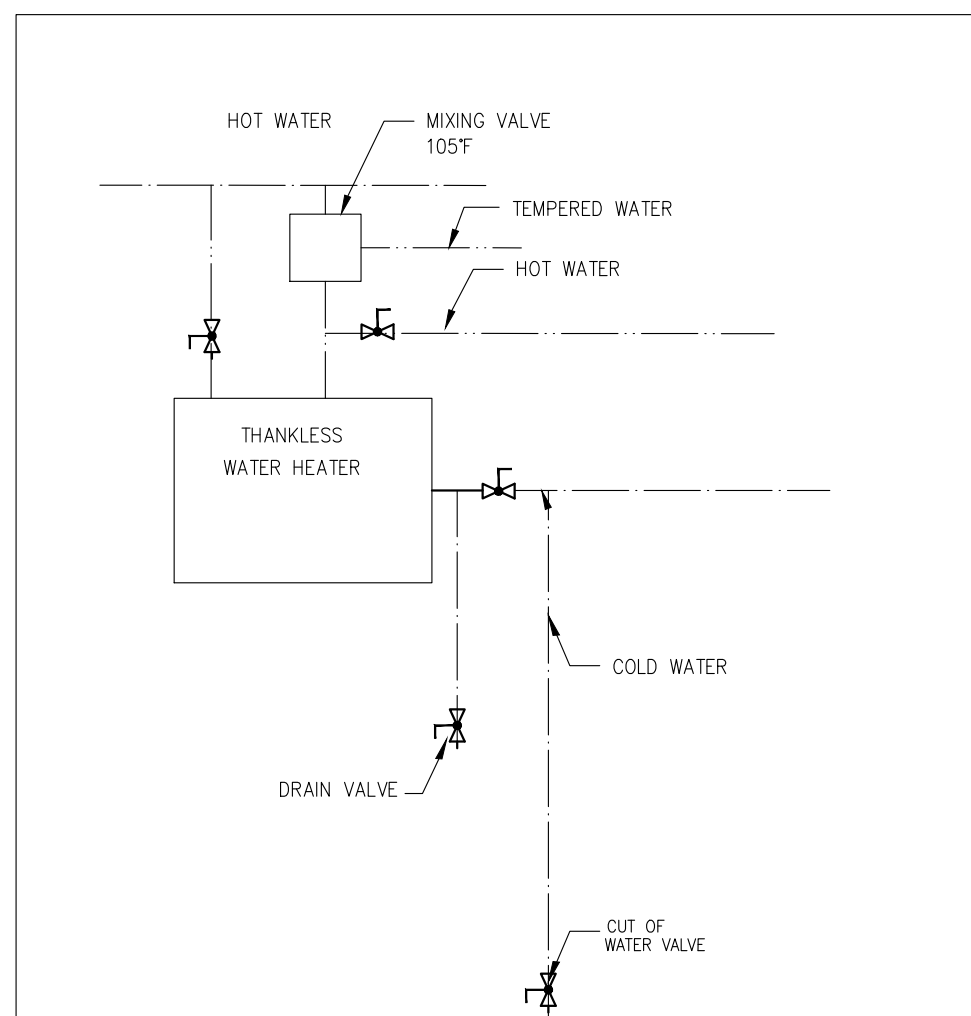 HOT WATER
MIXING VALVE
105°F
TEMPERED WATER
HOT WATER
THANKLESS
WATER HEATER
COLD WATER
DRAIN VALVE
CUT OF
WATER VALVE